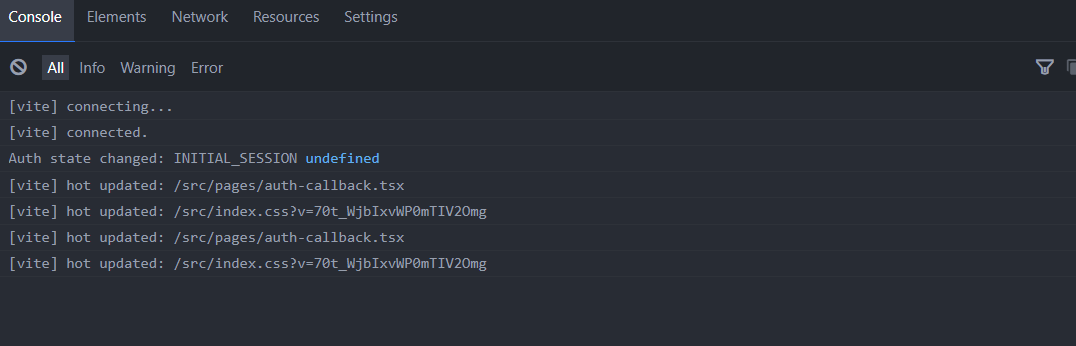 Console Elements Network Resources Settings
All Info Warning Error
[vite] connecting...
[vite] connected.
Auth state changed: INITIAL_SESSION undefined
[vite] hot updated: /src/pages/auth-callback.tsx
[vite] hot updated: /src/index.css?v=70t_WjbIxvWP0mTIV2Omg
[vite] hot updated: /src/pages/auth-callback.tsx
[vite] hot updated: /src/index.css?v=70t_WjbIxvWP0mTIV2Omg